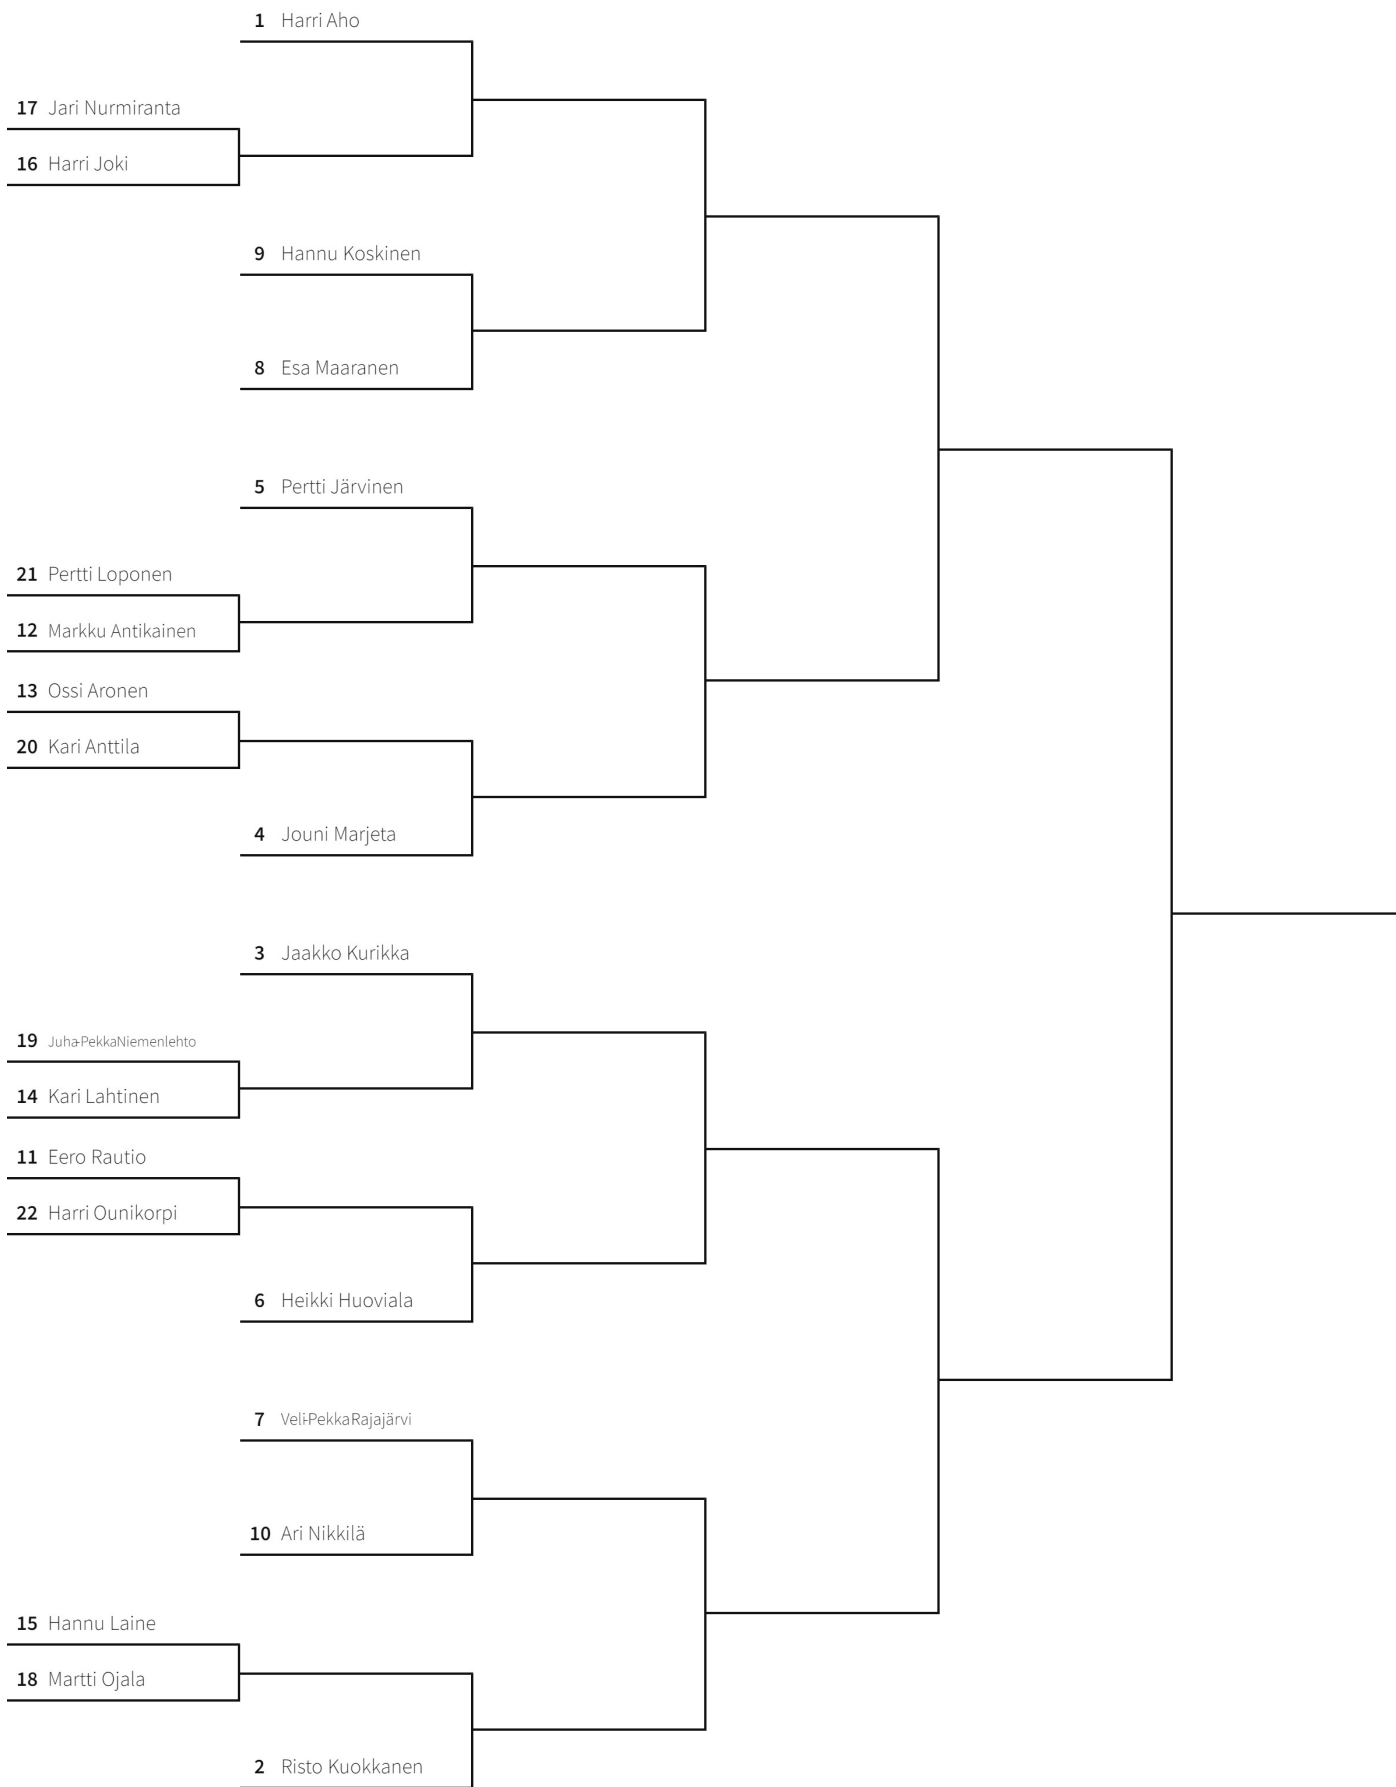 1 Harri Aho
17 Jari Nurmiranta
16 Harri Joki
9 Hannu Koskinen
8 Esa Maaranen
5 Pertti Järvinen
21 Pertti Loponen
12 Markku Antikainen
13 Ossi Aronen
20 Kari Anttila
4 Jouni Marjeta
3 Jaakko Kurikka
19 Juha-PekkaNiemenlehto
14 Kari Lahtinen
11 Eero Rautio
22 Harri Ounikorpi
6 Heikki Huoviala
7 Veli-PekkaRajajärvi
10 Ari Nikkilä
15 Hannu Laine
18 Martti Ojala
2 Risto Kuokkanen